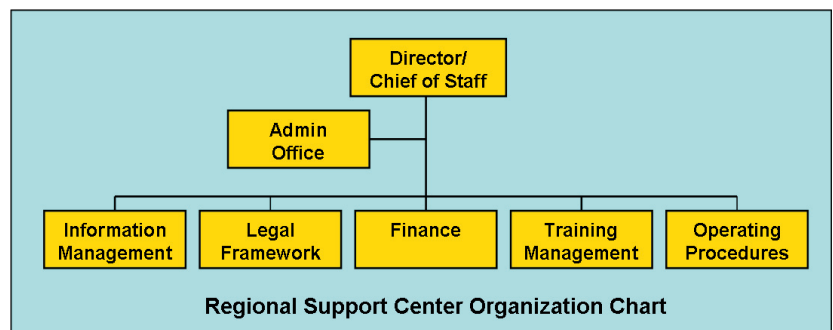 Director/
Chief of Staff
Admin
Office
Information
Management
Legal
Framework
Finance
Training
Management
Operating
Procedures
Regional Support Center Organization Chart